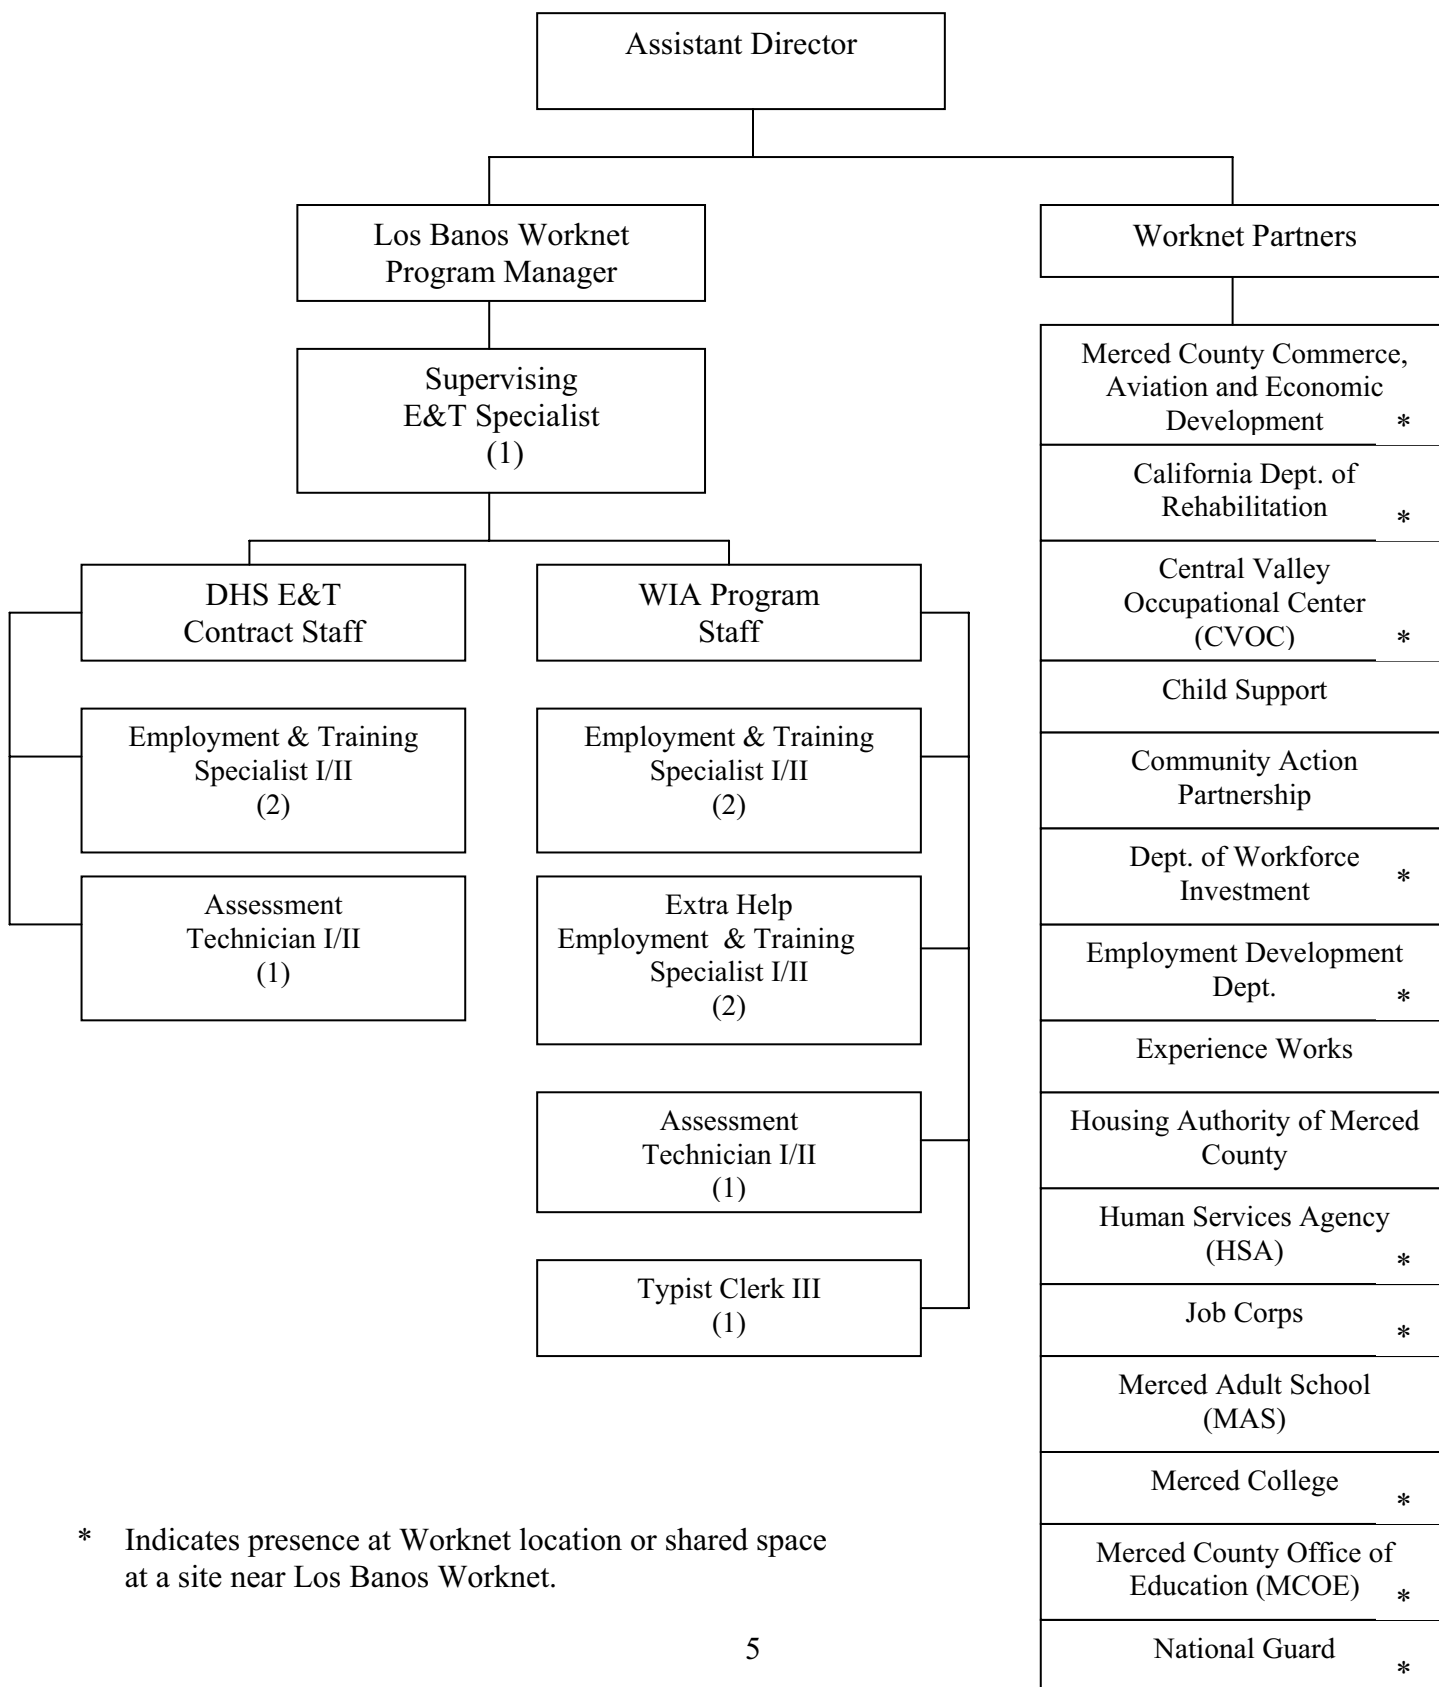 Assistant Director
Los Banos Worknet
Program Manager
Supervising
E&T Specialist
(1)
DHS E&T
Contract Staff
Employment & Training
Specialist I/II
(2)
Assessment
Technician I/II
(1)
WIA Program
Staff
Employment & Training
Specialist I/II
(2)
Extra Help
Employment & Training
Specialist I/II
(2)
Assessment
Technician I/II
(1)
Typist Clerk III
(1)
Worknet Partners
Merced County Commerce,
Aviation and Economic
Development *
California Dept. of
Rehabilitation *
Central Valley
Occupational Center
(CVOC) *
Child Support
Community Action
Partnership
Dept. of Workforce
Investment *
Employment Development
Dept. *
Experience Works
Housing Authority of Merced
County
Human Services Agency
(HSA) *
Job Corps *
Merced Adult School
(MAS)
Merced College *
Merced County Office of
Education (MCOE) *
National Guard *
* Indicates presence at Worknet location or shared space
at a site near Los Banos Worknet.
5